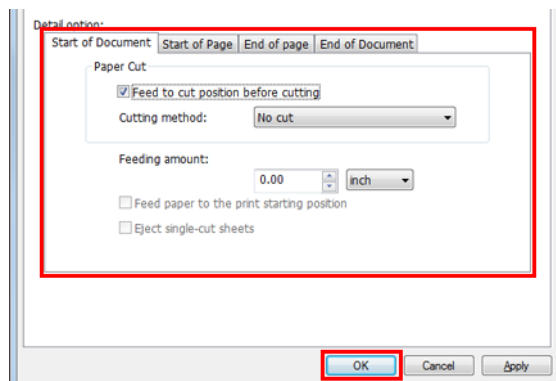 Detail option:
Start of Document Start of Page End of page End of Document
Paper Cut
Feed to cut position before cutting
Cutting method: No cut
Feeding amount:
0.00 inch
Feed paper to the print starting position
Eject single-cut sheets
OK Cancel Apply